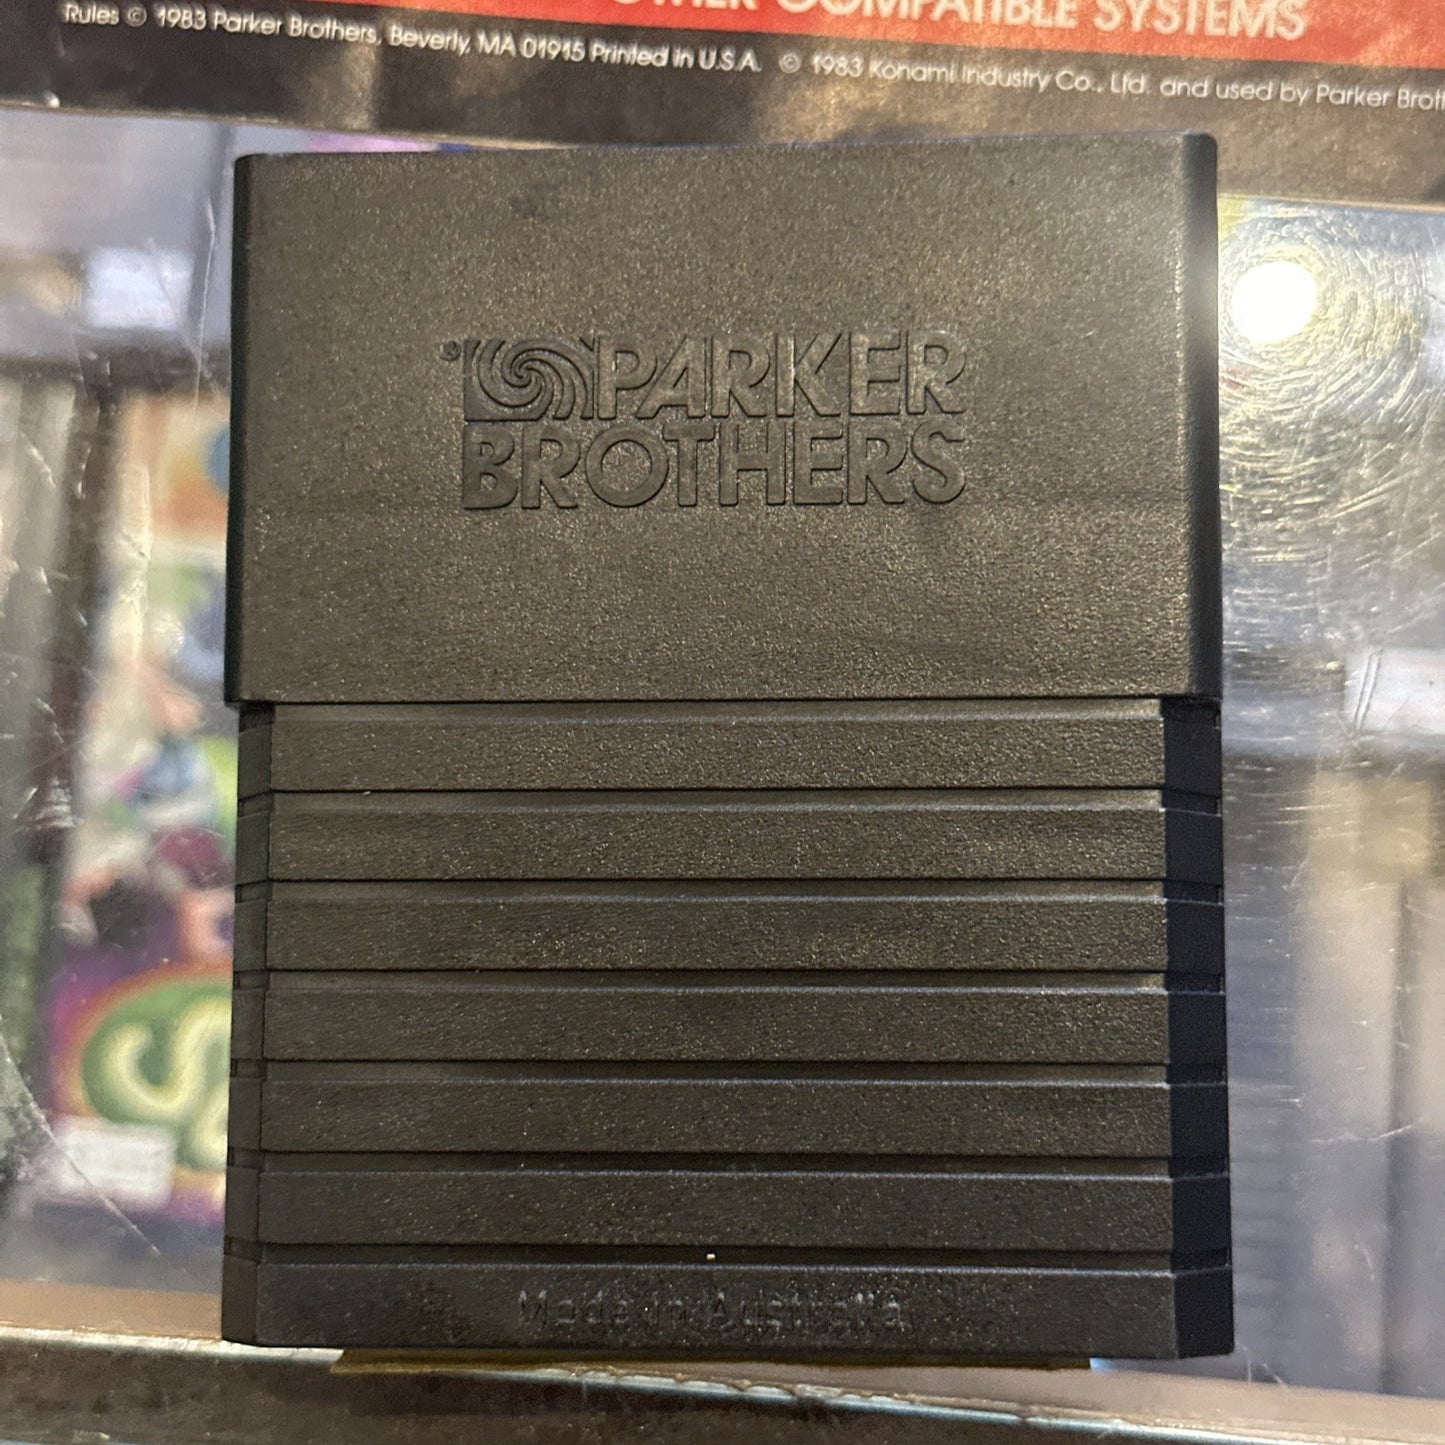 OTHER COMPATIBLE SYSTEMS
Rules © 1983 Parker Brothers, Beverly, MA 01915 Printed in U.S.A. © 1983 Konami Industry Co., Ltd. and used by Parker Broth
® PARKER
BROTHERS
Made in Australia